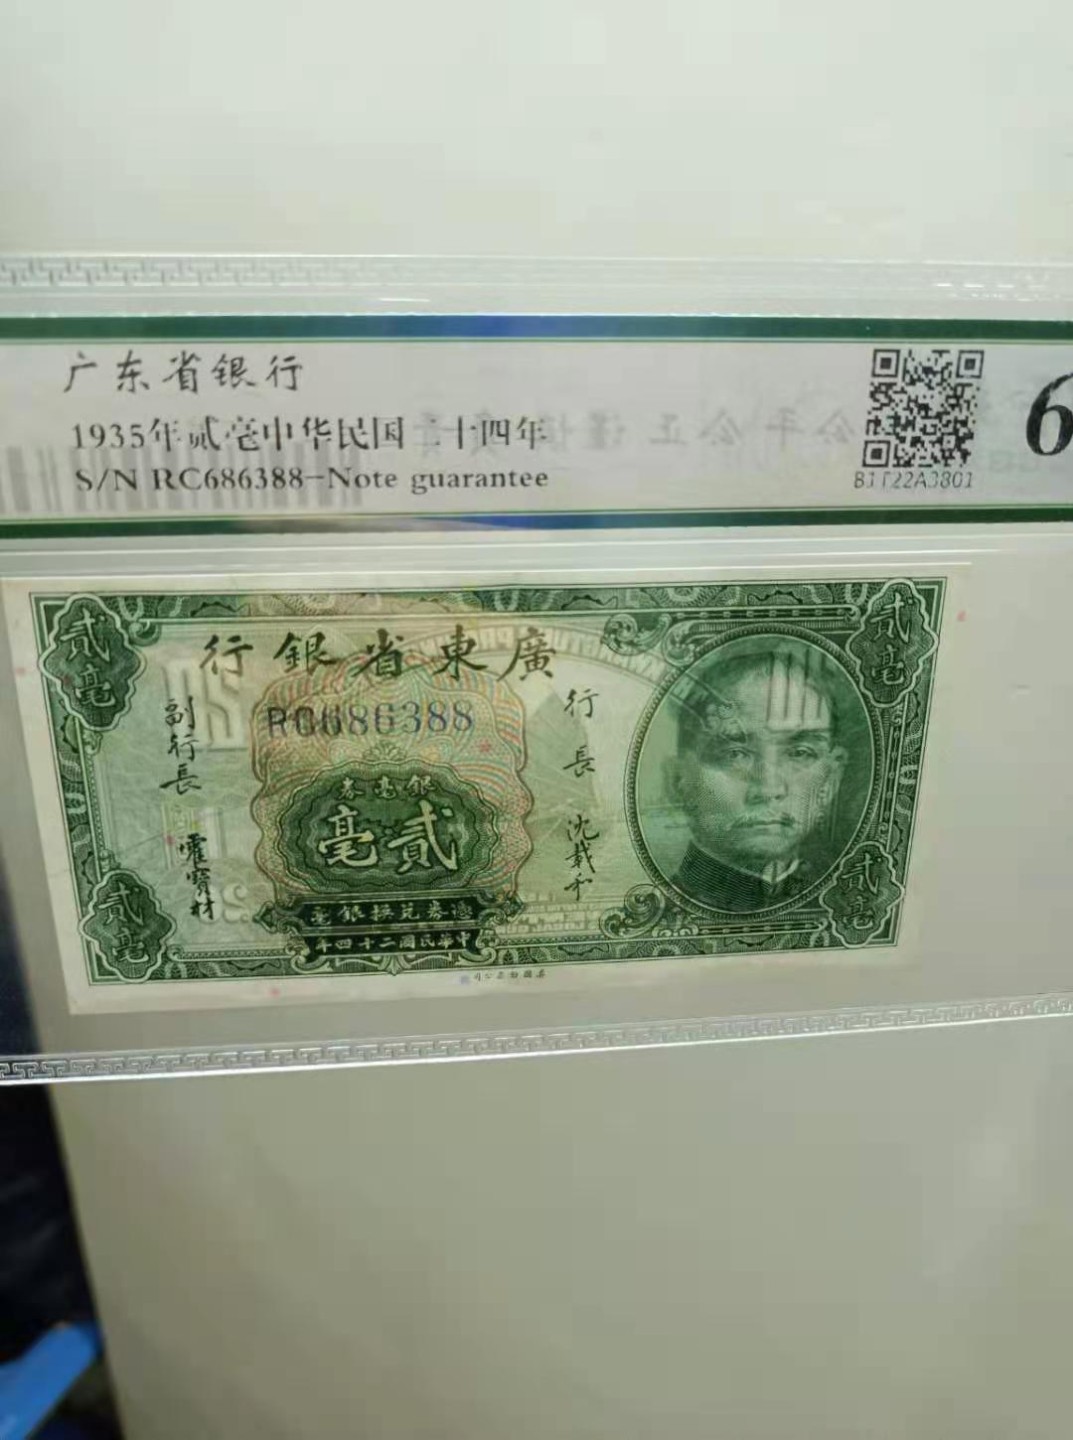 广东省银行
1935年贰毫中华民国二十四年
S/N RC686388-Note guarantee
6
廣東省銀行
貳毫
貳毫
RC686388
副行長
霍寶材
行長
沈載和
銀毫券
貳毫
憑券兌換銀毫
中華民國二十四年
貳毫
貳毫